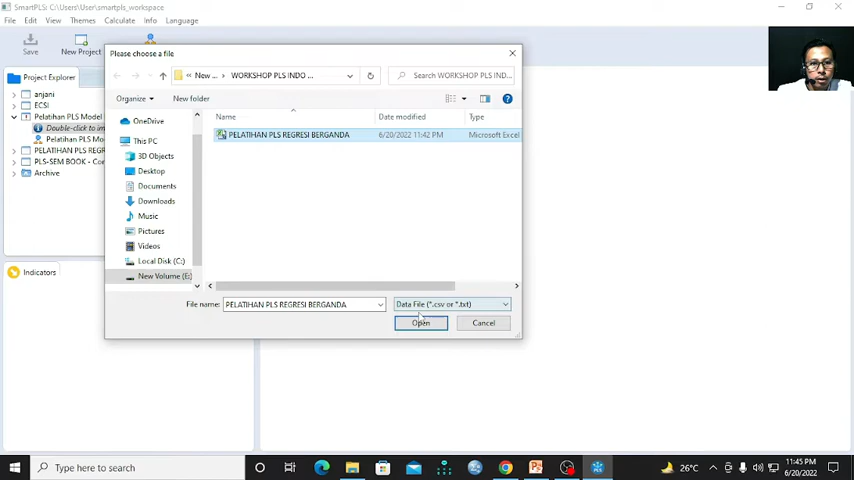 SmartPLS: C:\Users\User\smartpls_workspace
File Edit View Themes Calculate Info Language
Save
New Project
Project Explorer
anjani
ECSI
Pelatihan PLS Model
Double-click to im
Pelatihan PLS Mo
PELATIHAN PLS REGR
PLS-SEM BOOK - Cor
Archive
Indicators
Please choose a file
« New ... › WORKSHOP PLS INDO ...
Search WORKSHOP PLS IND...
Organize
New folder
OneDrive
This PC
3D Objects
Desktop
Documents
Downloads
Music
Pictures
Videos
Local Disk (C:)
New Volume (E:)
Name Date modified Type
PELATIHAN PLS REGRESI BERGANDA 6/20/2022 11:42 PM Microsoft Excel
File name: PELATIHAN PLS REGRESI BERGANDA
Data File (*.csv or *.txt)
Open
Cancel
Type here to search
26°C
11:45 PM
6/20/2022